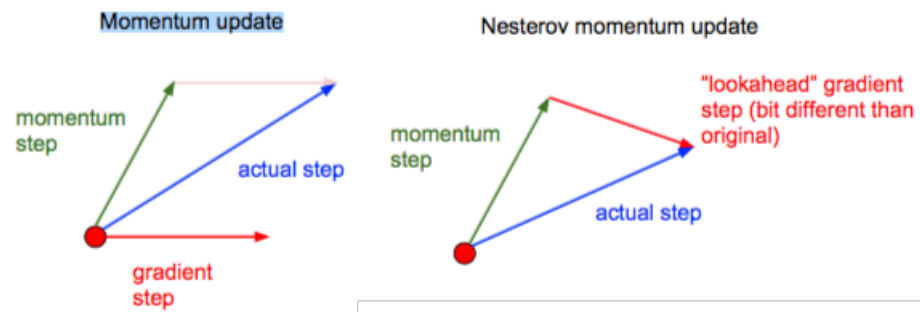 Momentum update
momentum
step
actual step
gradient
step
Nesterov momentum update
"lookahead" gradient
step (bit different than
original)
momentum
step
actual step